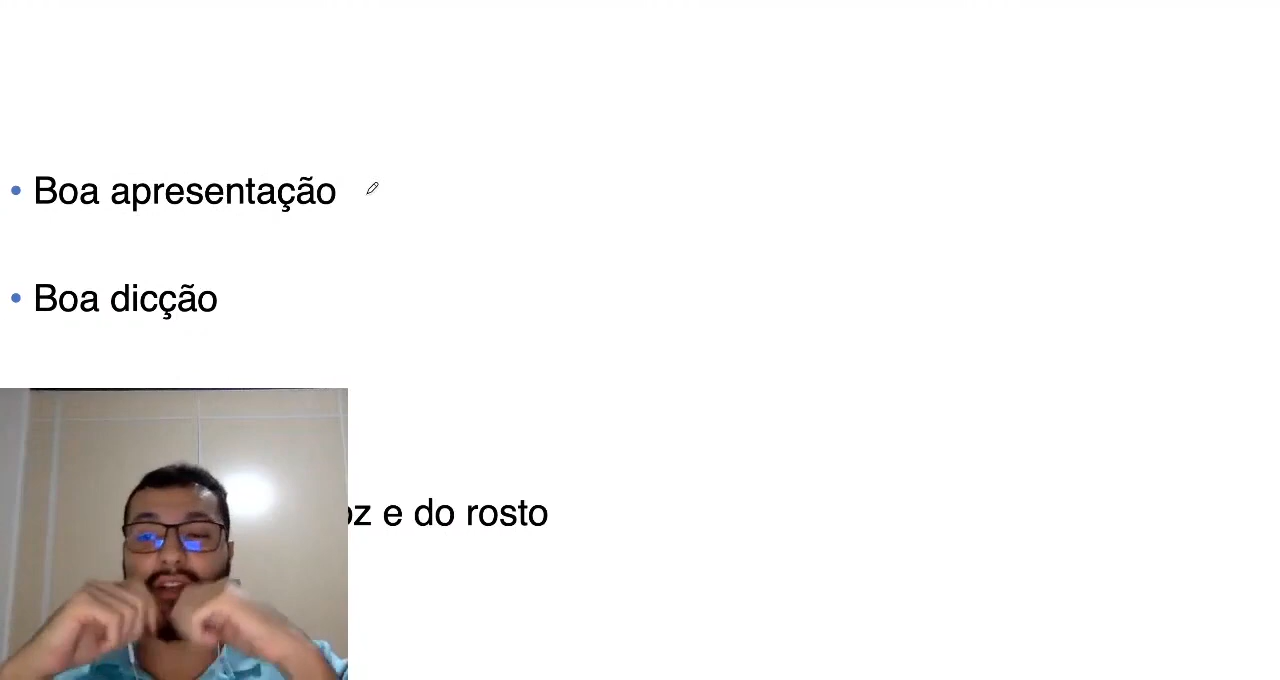 • Boa apresentação
• Boa dicção
e do rosto